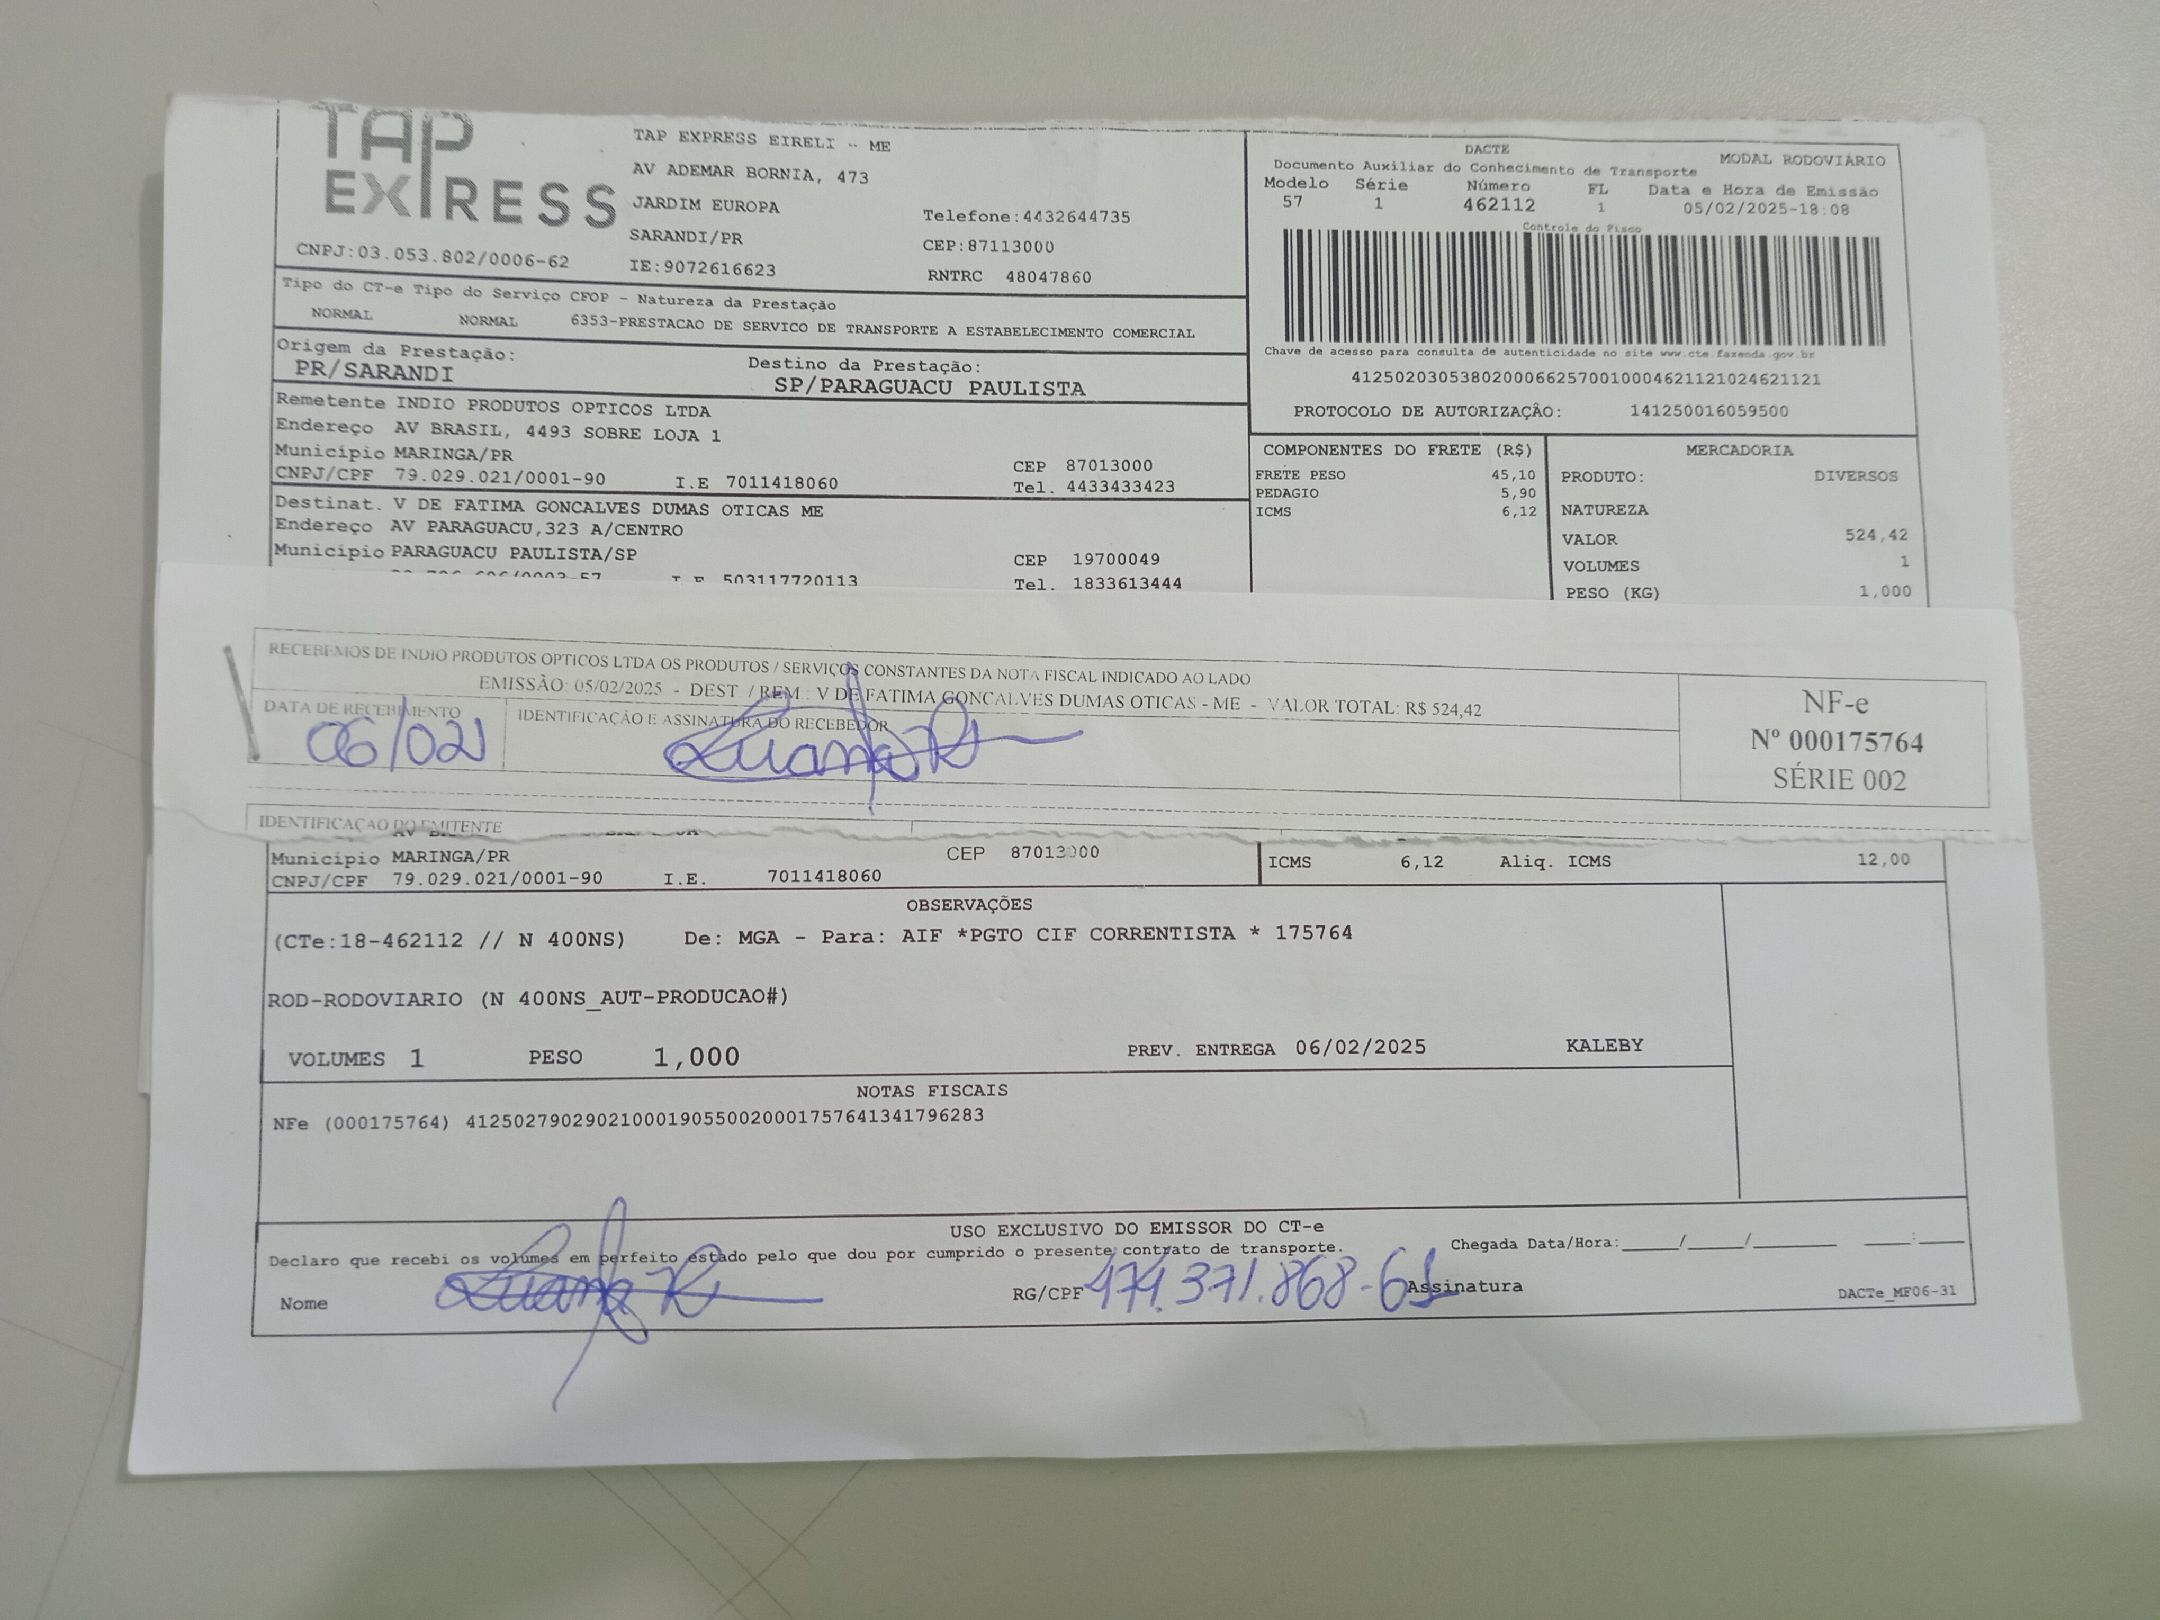 TAP
EXPRESS
CNPJ:03.053.802/0006-62
TAP EXPRESS EIRELI - ME
AV ADEMAR BORNIA, 473
JARDIM EUROPA
SARANDI/PR
IE:9072616623
Telefone:4432644735
CEP:87113000
RNTRC 48047860
DACTE
MODAL RODOVIÁRIO
Documento Auxiliar do Conhecimento de Transporte
Modelo Série Número FL Data e Hora de Emissão
57 1 462112 1 05/02/2025-18:08
Controle do Fisco
Chave de acesso para consulta de autenticidade no site www.cte.fazenda.gov.br
41250203053802000662570010004621121024621121
PROTOCOLO DE AUTORIZAÇÃO: 141250016059500
Tipo do CT-e Tipo do Serviço CFOP - Natureza da Prestação
NORMAL NORMAL 6353-PRESTACAO DE SERVICO DE TRANSPORTE A ESTABELECIMENTO COMERCIAL
Origem da Prestação: Destino da Prestação:
PR/SARANDI SP/PARAGUACU PAULISTA
Remetente INDIO PRODUTOS OPTICOS LTDA
Endereço AV BRASIL, 4493 SOBRE LOJA 1
Município MARINGA/PR CEP 87013000
CNPJ/CPF 79.029.021/0001-90 I.E 7011418060 Tel. 4433433423
Destinat. V DE FATIMA GONCALVES DUMAS OTICAS ME
Endereço AV PARAGUACU,323 A/CENTRO
Município PARAGUACU PAULISTA/SP CEP 19700049
503117720113 Tel. 1833613444
COMPONENTES DO FRETE (R$)
FRETE PESO 45,10
PEDAGIO 5,90
ICMS 6,12
MERCADORIA
PRODUTO: DIVERSOS
NATUREZA
VALOR 524,42
VOLUMES 1
PESO (KG) 1,000
RECEBEMOS DE INDIO PRODUTOS OPTICOS LTDA OS PRODUTOS / SERVIÇOS CONSTANTES DA NOTA FISCAL INDICADO AO LADO
EMISSÃO: 05/02/2025 - DEST / REM.: V DE FATIMA GONCALVES DUMAS OTICAS - ME - VALOR TOTAL: R$ 524,42
DATA DE RECEBIMENTO
06/02
IDENTIFICAÇÃO E ASSINATURA DO RECEBEDOR
NF-e
Nº 000175764
SÉRIE 002
IDENTIFICAÇAO DO EMITENTE
Município MARINGA/PR CEP 87013000
CNPJ/CPF 79.029.021/0001-90 I.E. 7011418060
ICMS 6,12 Aliq. ICMS 12,00
OBSERVAÇÕES
(CTe:18-462112 // N 400NS) De: MGA - Para: AIF *PGTO CIF CORRENTISTA * 175764
ROD-RODOVIARIO (N 400NS_AUT-PRODUCAO#)
VOLUMES 1 PESO 1,000 PREV. ENTREGA 06/02/2025 KALEBY
NOTAS FISCAIS
NFe (000175764) 41250279029021000190550020001757641341796283
USO EXCLUSIVO DO EMISSOR DO CT-e
Declaro que recebi os volumes em perfeito estado pelo que dou por cumprido o presente contrato de transporte. Chegada Data/Hora:____/____/______ ___:___
Nome RG/CPF 474.371.868-61 Assinatura
DACTe_MF06-31